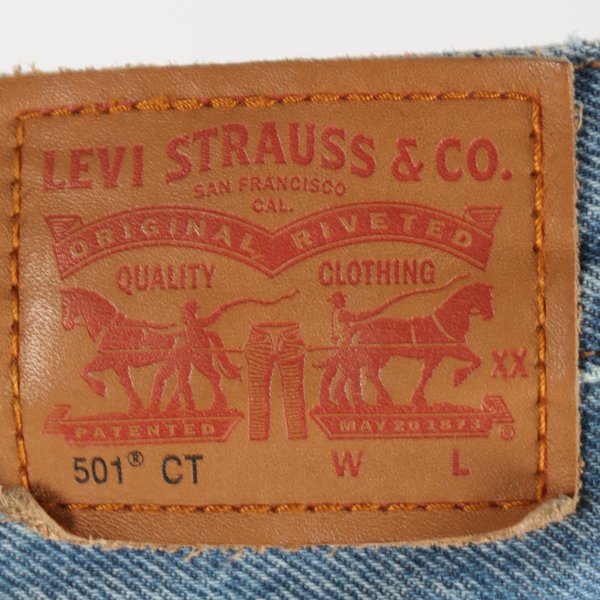 LEVI STRAUSS & CO.
SAN FRANCISCO
CAL.
ORIGINAL RIVETED
QUALITY CLOTHING
XX
PATENTED MAY 20 1873 ®
501® CT W L